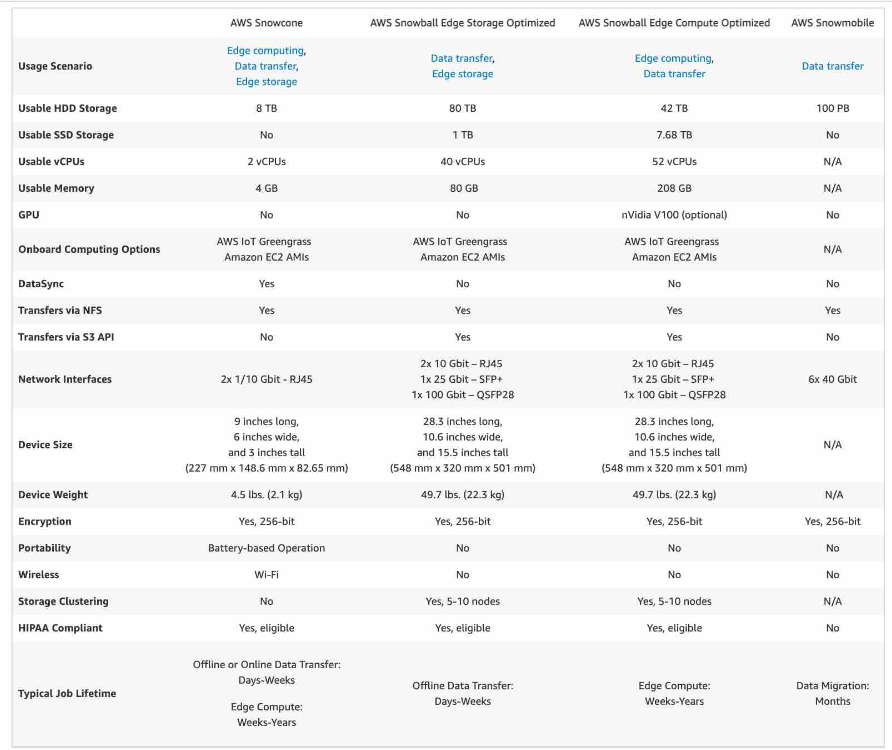 AWS Snowcone AWS Snowball Edge Storage Optimized AWS Snowball Edge Compute Optimized AWS Snowmobile
Usage Scenario
Edge computing,
Data transfer,
Edge storage
Data transfer,
Edge storage
Edge computing,
Data transfer
Data transfer
Usable HDD Storage 8 TB 80 TB 42 TB 100 PB
Usable SSD Storage No 1 TB 7.68 TB No
Usable vCPUs 2 vCPUs 40 vCPUs 52 vCPUs N/A
Usable Memory 4 GB 80 GB 208 GB N/A
GPU No No nVidia V100 (optional) No
Onboard Computing Options
AWS IoT Greengrass
Amazon EC2 AMIs
AWS IoT Greengrass
Amazon EC2 AMIs
AWS IoT Greengrass
Amazon EC2 AMIs
N/A
DataSync Yes No No No
Transfers via NFS Yes Yes Yes Yes
Transfers via S3 API No Yes Yes No
Network Interfaces
2x 1/10 Gbit - RJ45
2x 10 Gbit – RJ45
1x 25 Gbit – SFP+
1x 100 Gbit – QSFP28
2x 10 Gbit – RJ45
1x 25 Gbit – SFP+
1x 100 Gbit – QSFP28
6x 40 Gbit
Device Size
9 inches long,
6 inches wide,
and 3 inches tall
(227 mm x 148.6 mm x 82.65 mm)
28.3 inches long,
10.6 inches wide,
and 15.5 inches tall
(548 mm x 320 mm x 501 mm)
28.3 inches long,
10.6 inches wide,
and 15.5 inches tall
(548 mm x 320 mm x 501 mm)
N/A
Device Weight 4.5 lbs. (2.1 kg) 49.7 lbs. (22.3 kg) 49.7 lbs. (22.3 kg) N/A
Encryption Yes, 256-bit Yes, 256-bit Yes, 256-bit Yes, 256-bit
Portability Battery-based Operation No No No
Wireless Wi-Fi No No No
Storage Clustering No Yes, 5-10 nodes Yes, 5-10 nodes N/A
HIPAA Compliant Yes, eligible Yes, eligible Yes, eligible No
Typical Job Lifetime
Offline or Online Data Transfer:
Days-Weeks
Edge Compute:
Weeks-Years
Offline Data Transfer:
Days-Weeks
Edge Compute:
Weeks-Years
Data Migration:
Months